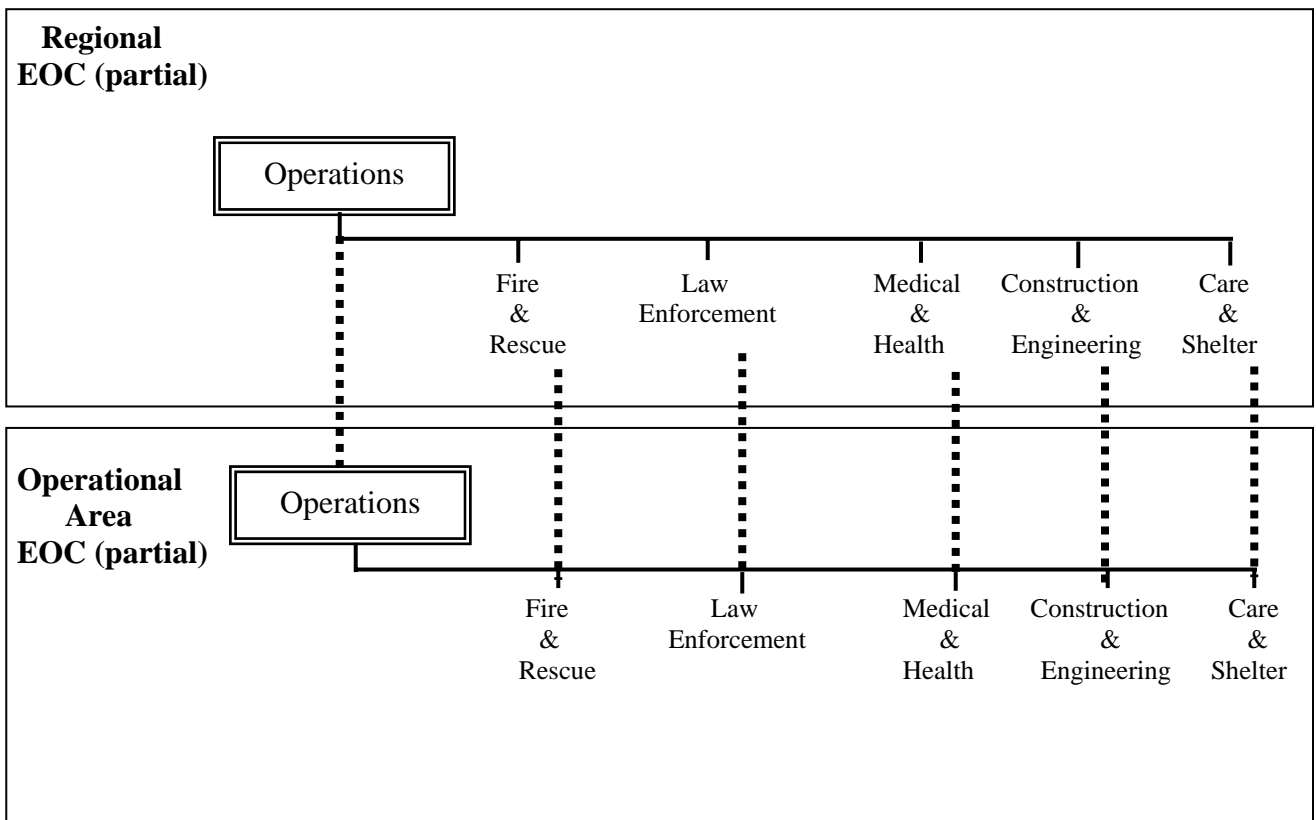 Regional
EOC (partial)
Operations
Fire
&
Rescue
Law
Enforcement
Medical
&
Health
Construction
&
Engineering
Care
&
Shelter
Operational
Area
EOC (partial)
Operations
Fire
&
Rescue
Law
Enforcement
Medical
&
Health
Construction
&
Engineering
Care
&
Shelter